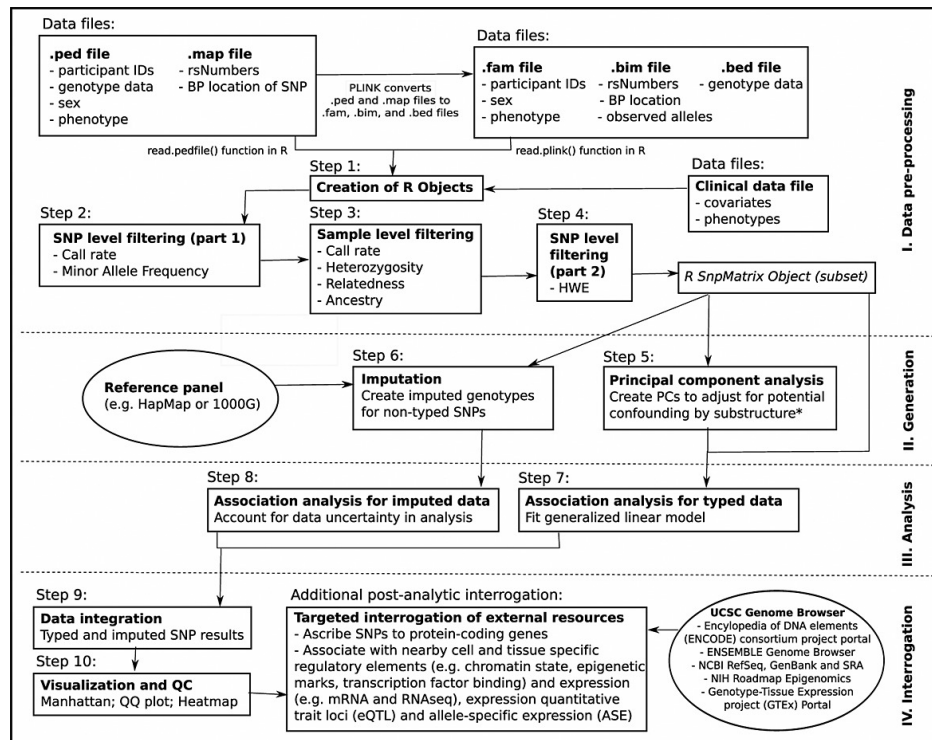 Data files:
.ped file
- participant IDs
- genotype data
- sex
- phenotype
.map file
- rsNumbers
- BP location of SNP
PLINK converts
.ped and .map files to
.fam, .bim, and .bed files
Data files:
.fam file
- participant IDs
- sex
- phenotype
.bim file
- rsNumbers
- BP location
- observed alleles
.bed file
- genotype data
read.pedfile() function in R
read.plink() function in R
Step 1:
Creation of R Objects
Data files:
Clinical data file
- covariates
- phenotypes
Step 2:
SNP level filtering (part 1)
- Call rate
- Minor Allele Frequency
Step 3:
Sample level filtering
- Call rate
- Heterozygosity
- Relatedness
- Ancestry
Step 4:
SNP level
filtering
(part 2)
- HWE
R SnpMatrix Object (subset)
I. Data pre-processing
Reference panel
(e.g. HapMap or 1000G)
Step 6:
Imputation
Create imputed genotypes
for non-typed SNPs
Step 5:
Principal component analysis
Create PCs to adjust for potential
confounding by substructure*
II. Generation
Step 8:
Association analysis for imputed data
Account for data uncertainty in analysis
Step 7:
Association analysis for typed data
Fit generalized linear model
III. Analysis
Step 9:
Data integration
Typed and imputed SNP results
Step 10:
Visualization and QC
Manhattan; QQ plot; Heatmap
Additional post-analytic interrogation:
Targeted interrogation of external resources
- Ascribe SNPs to protein-coding genes
- Associate with nearby cell and tissue specific
regulatory elements (e.g. chromatin state, epigenetic
marks, transcription factor binding) and expression
(e.g. mRNA and RNAseq), expression quantitative
trait loci (eQTL) and allele-specific expression (ASE)
UCSC Genome Browser
- Encylopedia of DNA elements
(ENCODE) consortium project portal
- ENSEMBLE Genome Browser
- NCBI RefSeq, GenBank and SRA
- NIH Roadmap Epigenomics
- Genotype-Tissue Expression
project (GTEx) Portal
IV. Interrogation